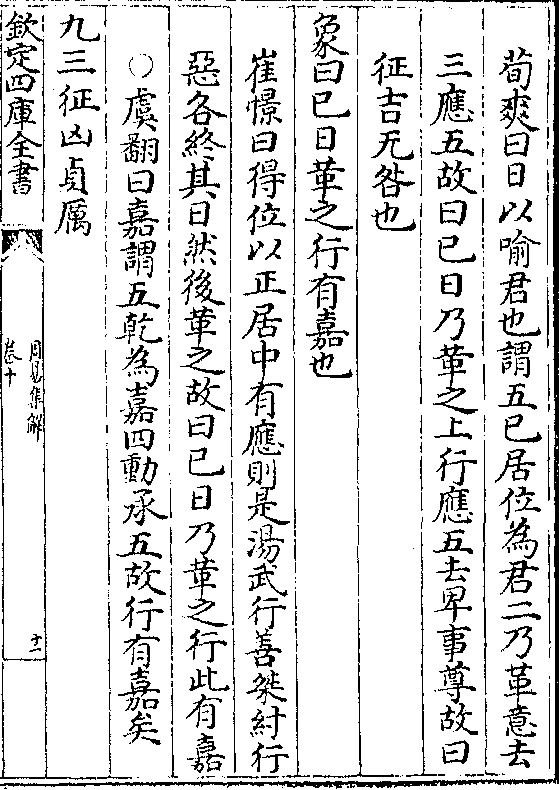 荀爽曰日以喻君也謂五已居位為君二乃革意去
三應五故曰已日乃革之上行應五去卑事尊故曰
征吉无咎也
象曰已日革之行有嘉也
崔憬曰得位以正居中有應則是湯武行善桀紂行
惡各終其日然後革之故曰已日乃革之行此有嘉
○虞翻曰嘉謂五乾為嘉四動承五故行有嘉矣
九三征凶貞厲
欽定四庫全書
周易集解
卷十
十二